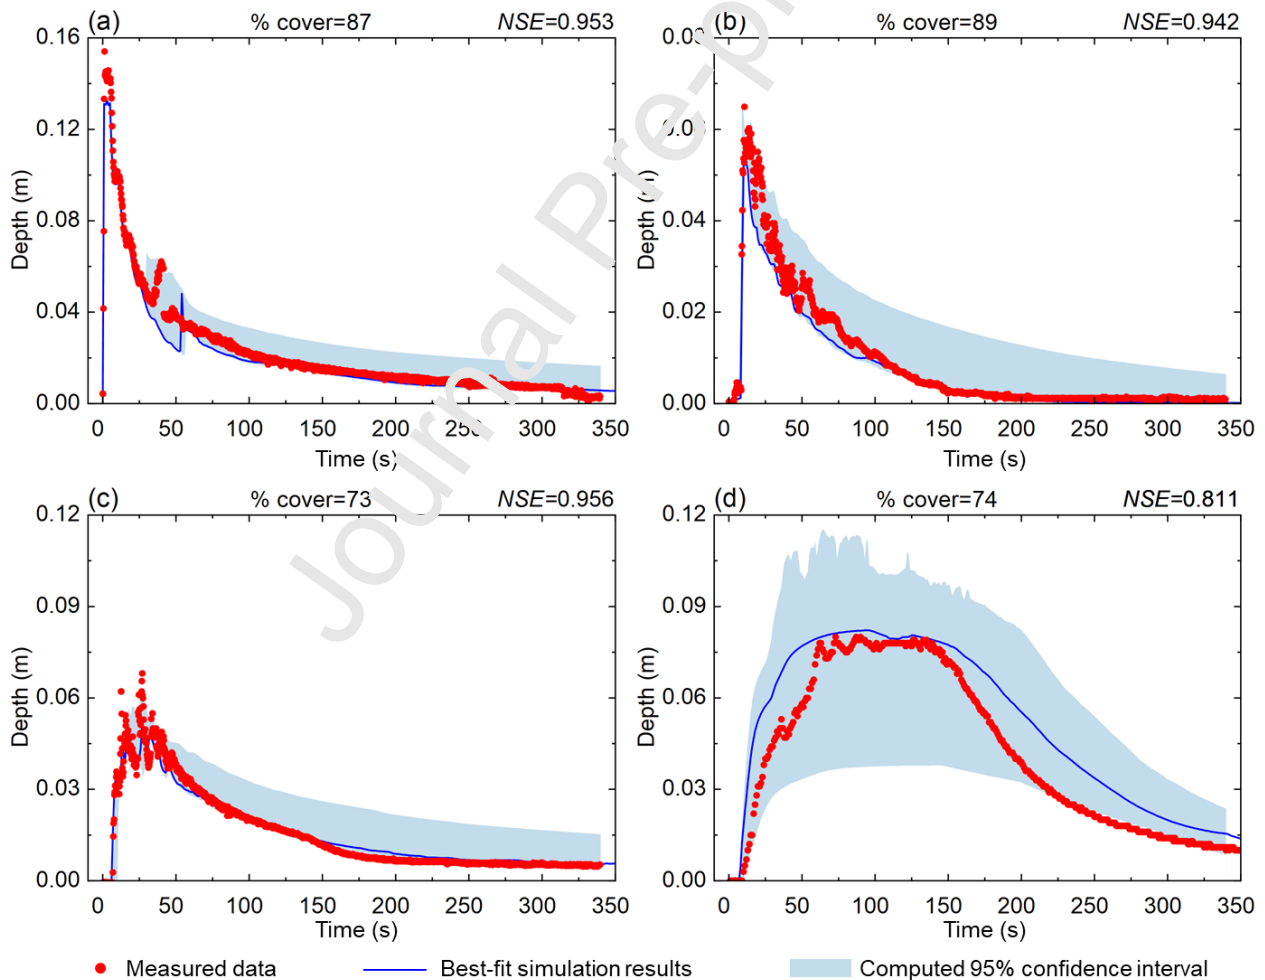 (a) % cover=87 NSE=0.953
0.16
0.12
0.08
0.04
0.00
Depth (m)
0 50 100 150 200 250 300 350
Time (s)
(b) % cover=89 NSE=0.942
0.04
0.02
0.00
Depth (m)
0 50 100 150 200 250 300 350
Time (s)
(c) % cover=73 NSE=0.956
0.12
0.09
0.06
0.03
0.00
Depth (m)
0 50 100 150 200 250 300 350
Time (s)
(d) % cover=74 NSE=0.811
0.12
0.09
0.06
0.03
0.00
Depth (m)
0 50 100 150 200 250 300 350
Time (s)
Measured data Best-fit simulation results Computed 95% confidence interval
Journal Pre-p